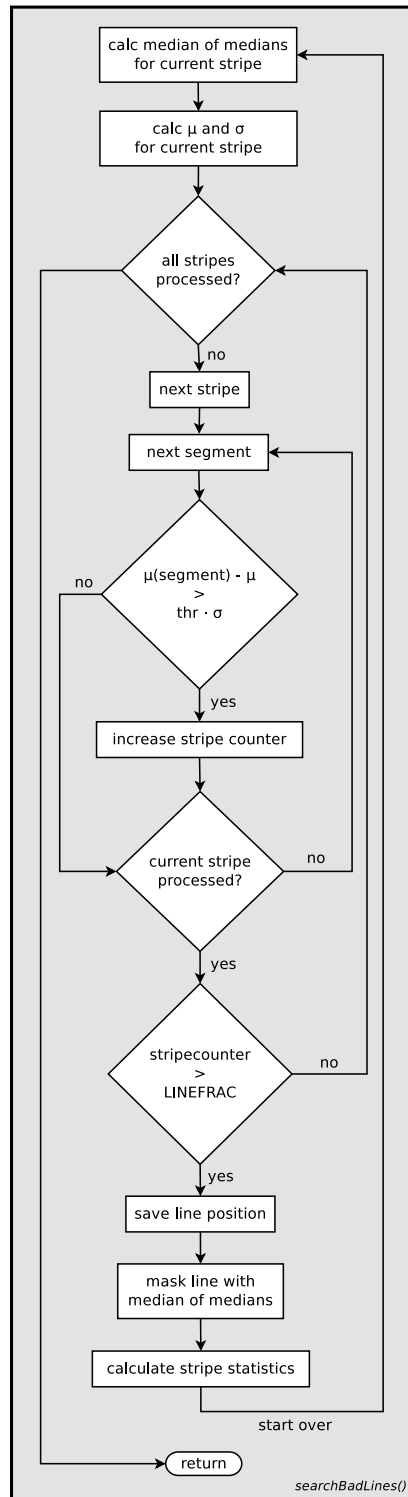 calc median of medians
for current stripe
calc μ and σ
for current stripe
all stripes
processed?
no
next stripe
next segment
no
μ(segment) - μ
>
thr · σ
yes
increase stripe counter
current stripe
processed?
no
yes
stripecounter
>
LINEFRAC
no
yes
save line position
mask line with
median of medians
calculate stripe statistics
start over
return
searchBadLines()